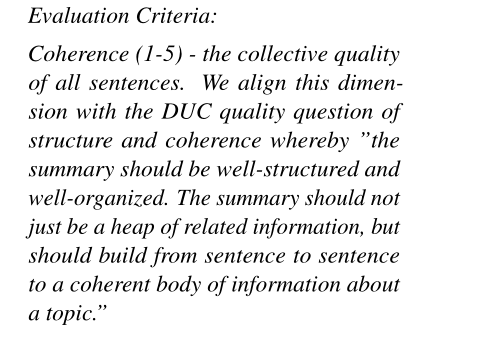 Evaluation Criteria:
Coherence (1-5) - the collective quality
of all sentences. We align this dimen-
sion with the DUC quality question of
structure and coherence whereby ”the
summary should be well-structured and
well-organized. The summary should not
just be a heap of related information, but
should build from sentence to sentence
to a coherent body of information about
a topic.”